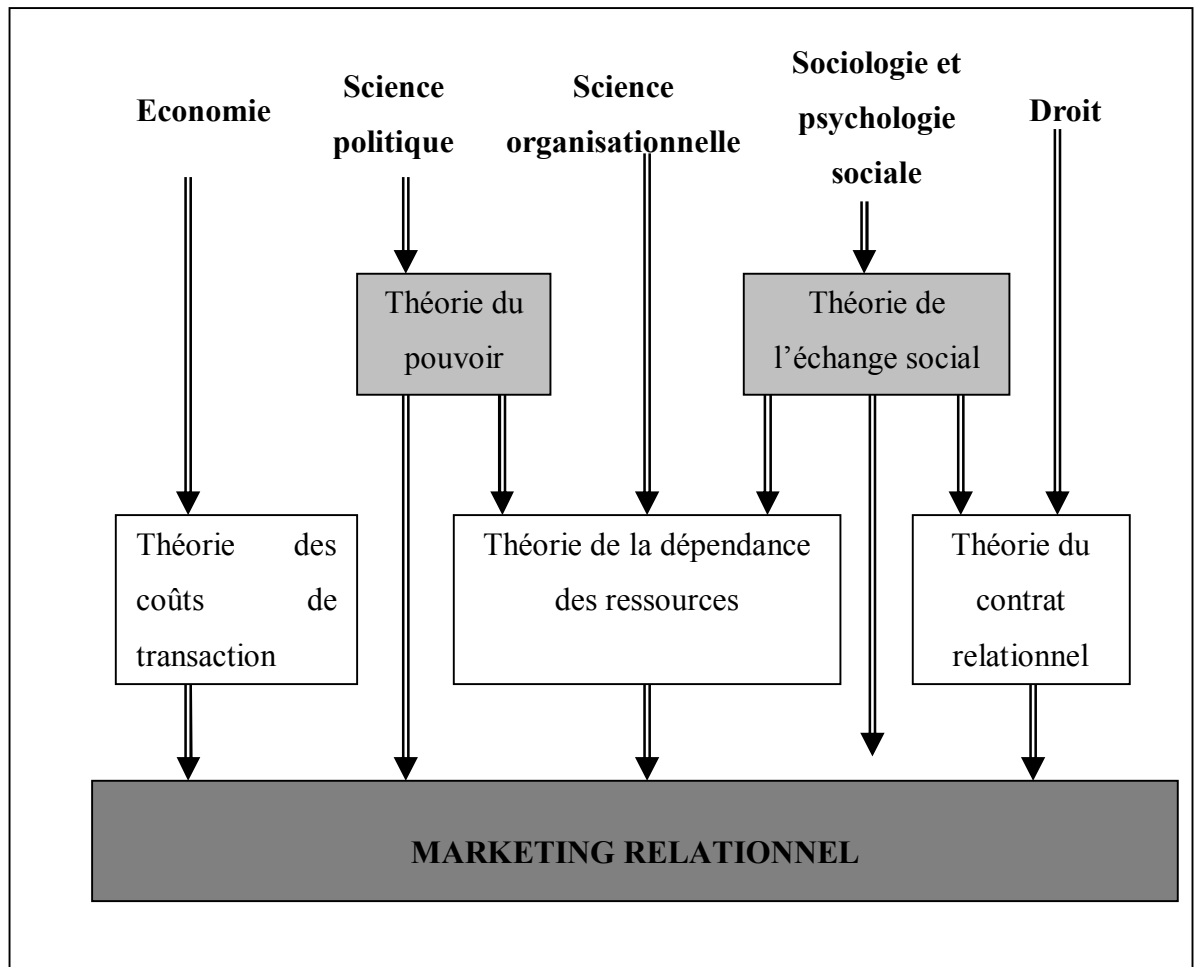 Economie
Science
politique
Science
organisationnelle
Sociologie et
psychologie
sociale
Droit
Théorie du
pouvoir
Théorie de
l’échange social
Théorie des
coûts de
transaction
Théorie de la dépendance
des ressources
Théorie du
contrat
relationnel
MARKETING RELATIONNEL